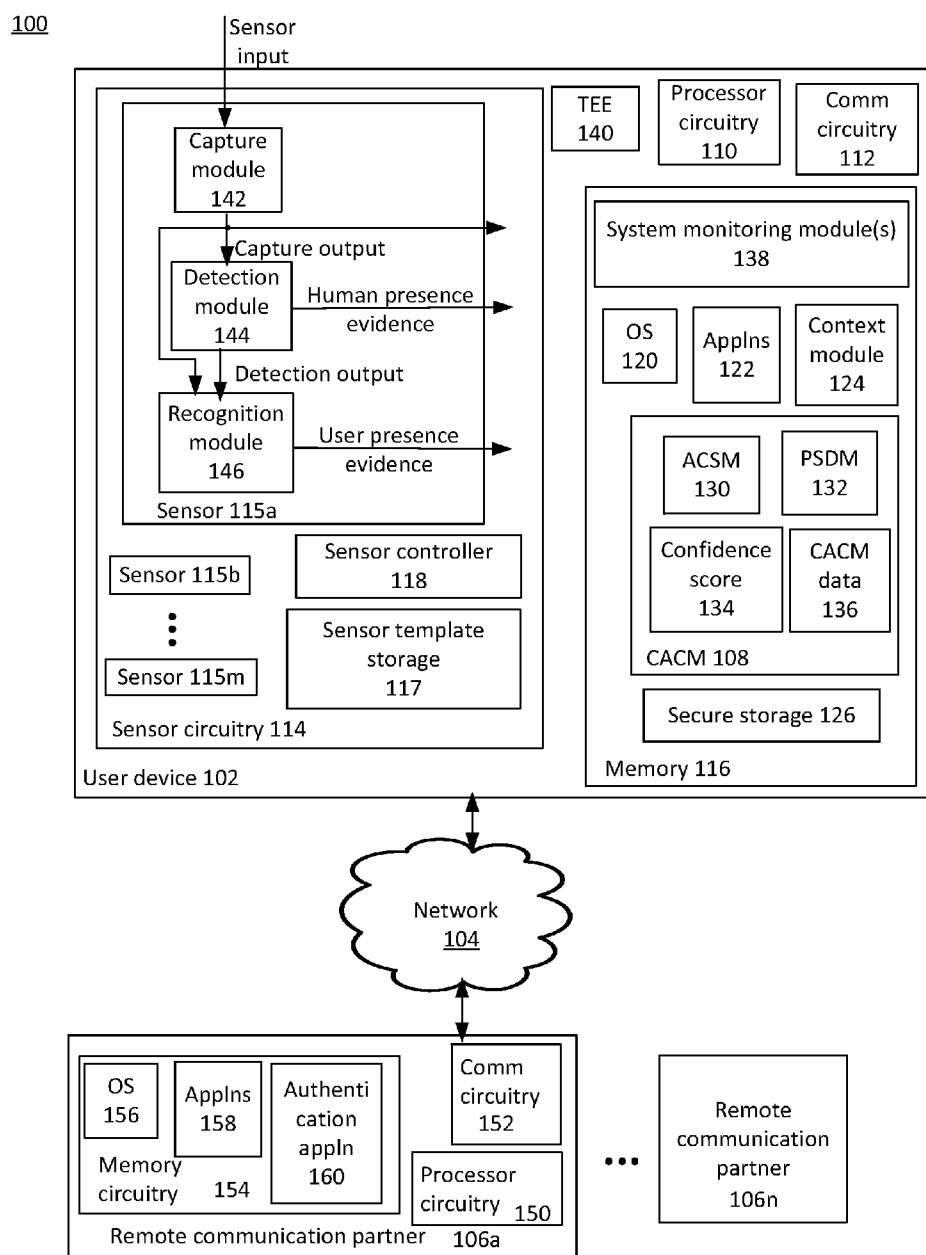 100
Sensor
input
TEE
140
Processor
circuitry
110
Comm
circuitry
112
Capture
module
142
Capture output
Detection
module
144
Human presence
evidence
Detection output
Recognition
module
146
User presence
evidence
Sensor 115a
Sensor 115b
Sensor 115m
Sensor controller
118
Sensor template
storage
117
Sensor circuitry 114
User device 102
System monitoring module(s)
138
OS
120
Applns
122
Context
module
124
ACSM
130
PSDM
132
Confidence
score
134
CACM
data
136
CACM 108
Secure storage 126
Memory 116
Network
104
OS
156
Applns
158
Authenti
cation
appln
160
Memory
circuitry 154
Comm
circuitry
152
Processor
circuitry 150
Remote communication partner 106a
Remote
communication
partner
106n